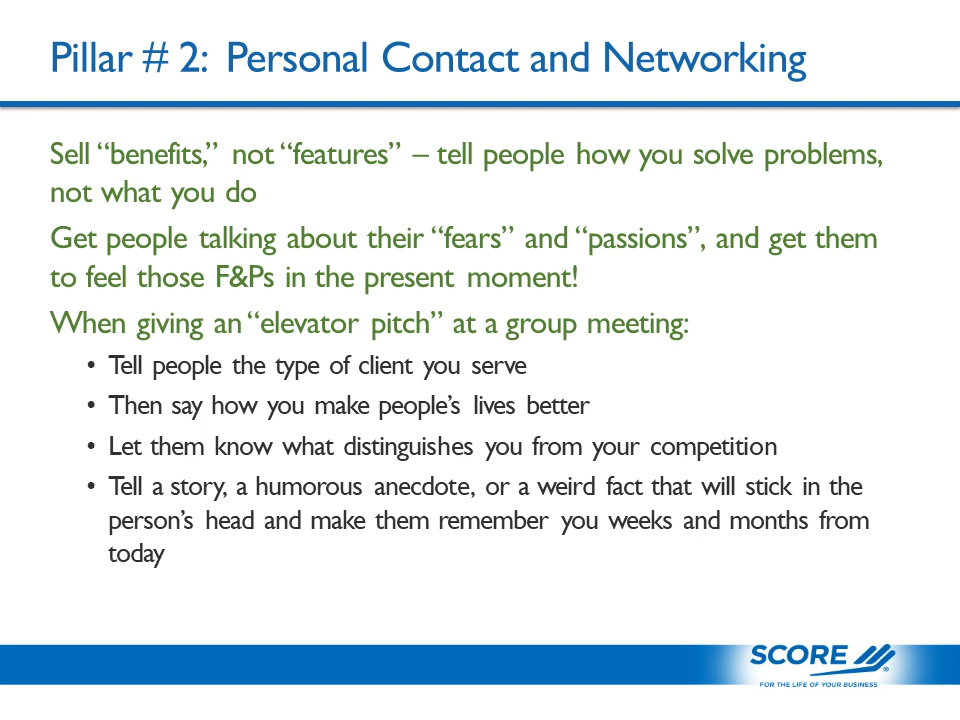 Pillar # 2: Personal Contact and Networking
Sell “benefits,” not “features” – tell people how you solve problems,
not what you do
Get people talking about their “fears” and “passions”, and get them
to feel those F&Ps in the present moment!
When giving an “elevator pitch” at a group meeting:
• Tell people the type of client you serve
• Then say how you make people’s lives better
• Let them know what distinguishes you from your competition
• Tell a story, a humorous anecdote, or a weird fact that will stick in the
person’s head and make them remember you weeks and months from
today
SCORE ®
FOR THE LIFE OF YOUR BUSINESS